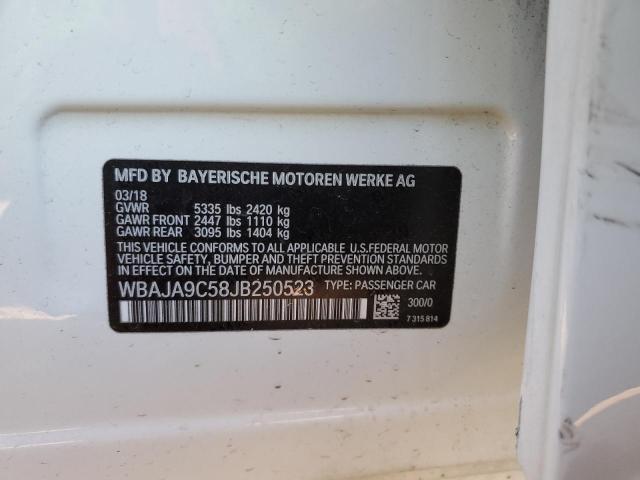 MFD BY BAYERISCHE MOTOREN WERKE AG
03/18
GVWR 5335 lbs 2420 kg
GAWR FRONT 2447 lbs 1110 kg
GAWR REAR 3095 lbs 1404 kg
THIS VEHICLE CONFORMS TO ALL APPLICABLE U.S.FEDERAL MOTOR
VEHICLE SAFETY, BUMPER, AND THEFT PREVENTION STANDARDS IN
EFFECT ON THE DATE OF MANUFACTURE SHOWN ABOVE.
WBAJA9C58JB250523 TYPE: PASSENGER CAR
300/0
7 315 814